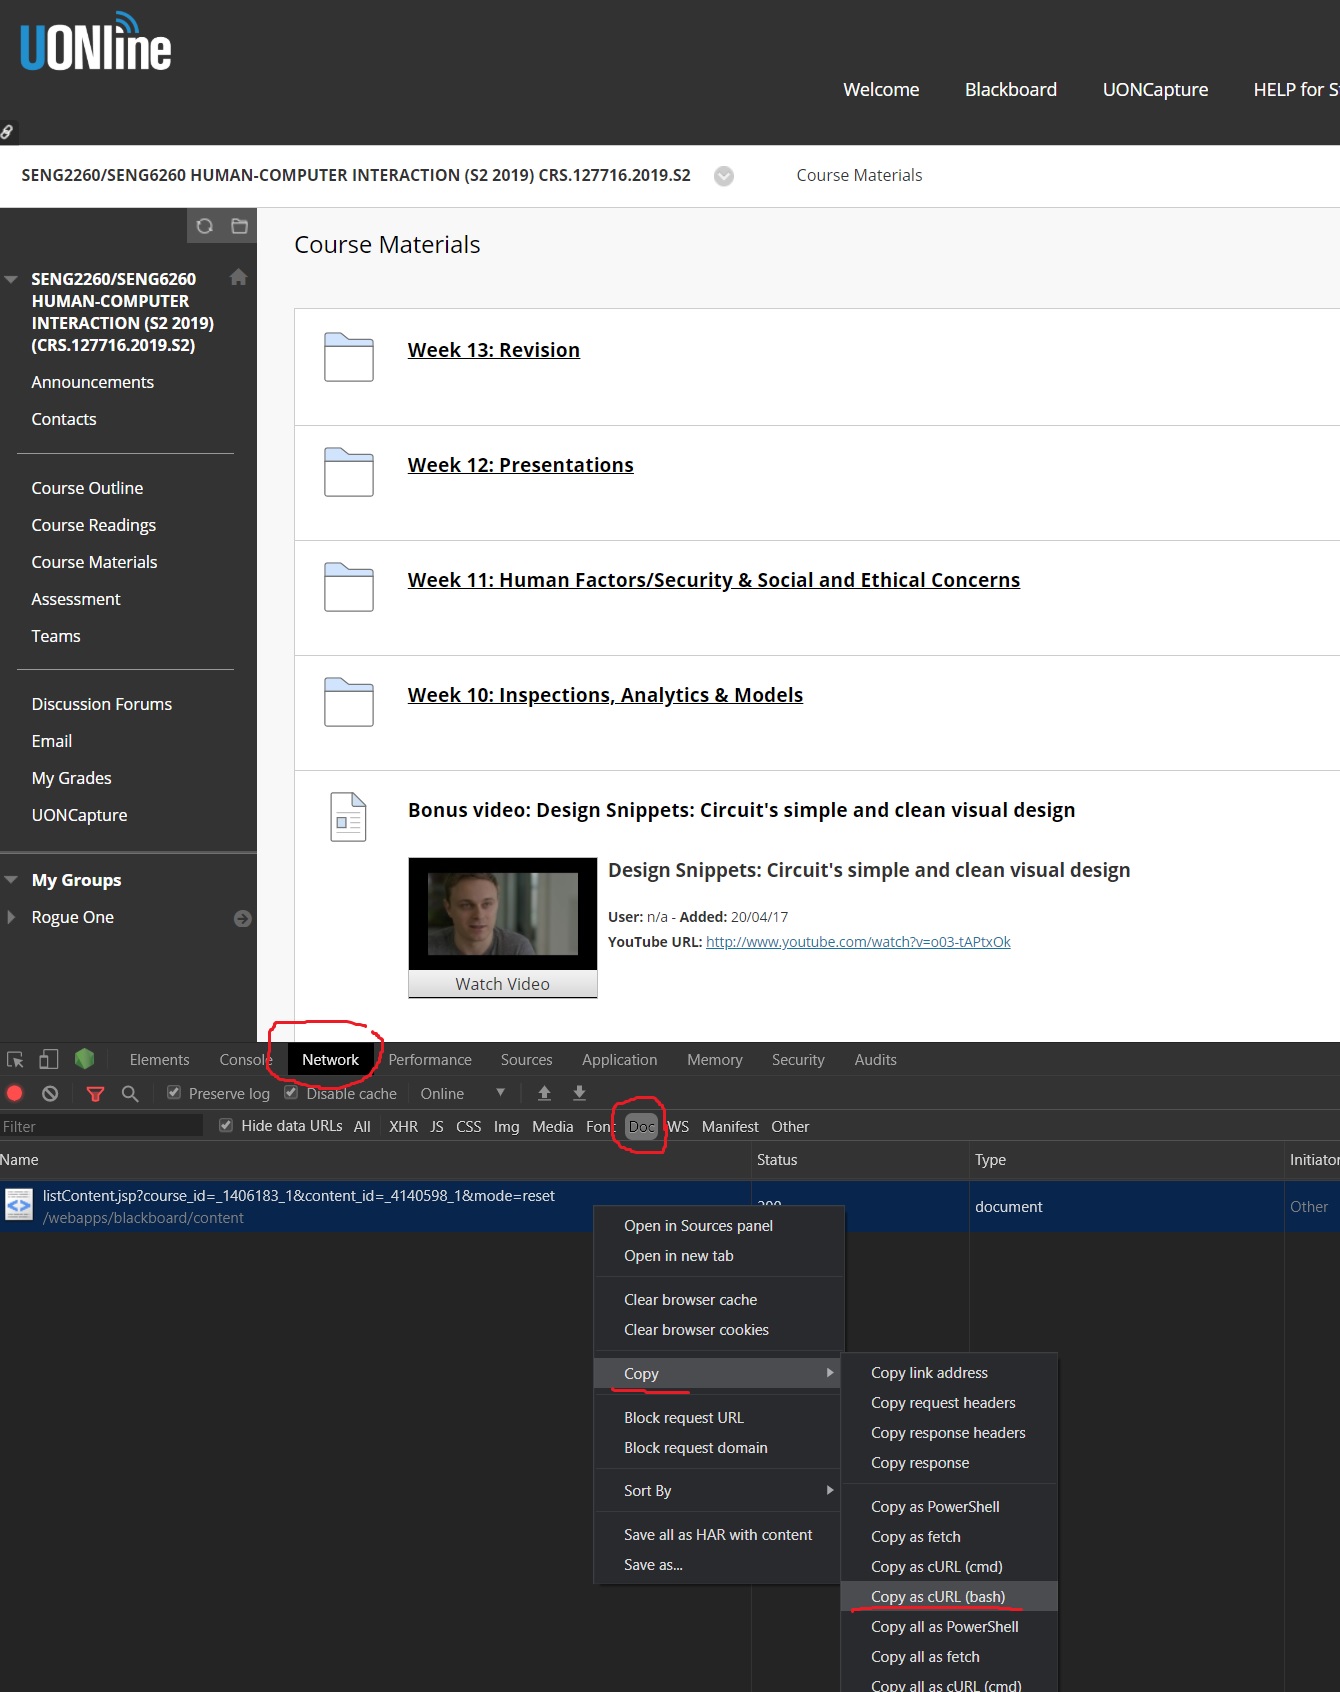 UONline
Welcome Blackboard UONCapture HELP for S
SENG2260/SENG6260 HUMAN-COMPUTER INTERACTION (S2 2019) CRS.127716.2019.S2 Course Materials
SENG2260/SENG6260
HUMAN-COMPUTER
INTERACTION (S2 2019)
(CRS.127716.2019.S2)
Announcements
Contacts
Course Outline
Course Readings
Course Materials
Assessment
Teams
Discussion Forums
Email
My Grades
UONCapture
My Groups
Rogue One
Course Materials
Week 13: Revision
Week 12: Presentations
Week 11: Human Factors/Security & Social and Ethical Concerns
Week 10: Inspections, Analytics & Models
Bonus video: Design Snippets: Circuit's simple and clean visual design
Design Snippets: Circuit's simple and clean visual design
User: n/a - Added: 20/04/17
YouTube URL: http://www.youtube.com/watch?v=o03-tAPtxOk
Watch Video
Elements Console Network Performance Sources Application Memory Security Audits
Preserve log Disable cache Online
Filter Hide data URLs All XHR JS CSS Img Media Font Doc WS Manifest Other
Name Status Type Initiator
listContent.jsp?course_id=_1406183_1&content_id=_4140598_1&mode=reset
/webapps/blackboard/content
200 document Other
Open in Sources panel
Open in new tab
Clear browser cache
Clear browser cookies
Copy
Block request URL
Block request domain
Sort By
Save all as HAR with content
Save as...
Copy link address
Copy request headers
Copy response headers
Copy response
Copy as PowerShell
Copy as fetch
Copy as cURL (cmd)
Copy as cURL (bash)
Copy all as PowerShell
Copy all as fetch
Copy all as cURL (cmd)